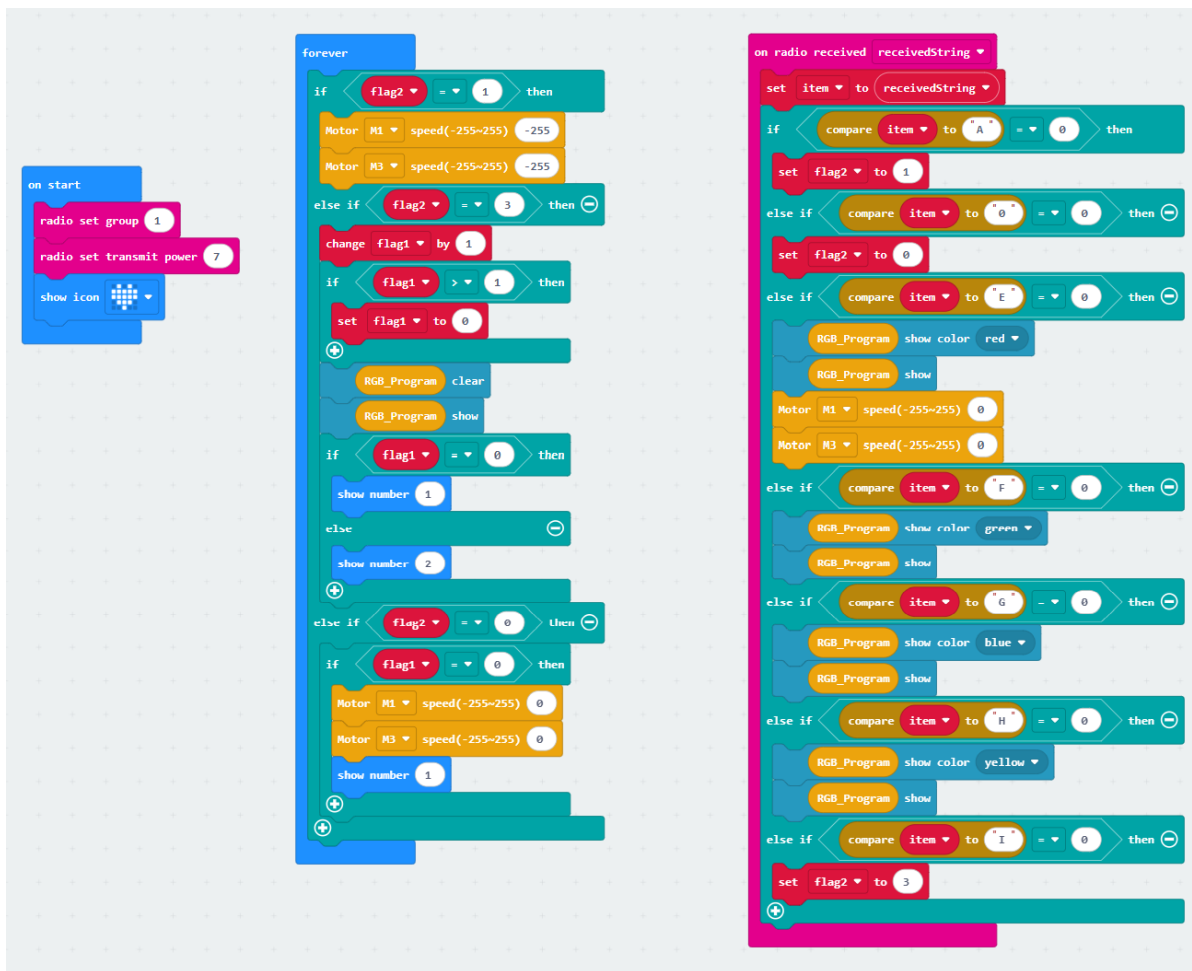 on start
radio set group 1
radio set transmit power 7
show icon
forever
if flag2 = 1 then
Motor M1 speed(-255~255) -255
Motor M3 speed(-255~255) -255
else if flag2 = 3 then
change flag1 by 1
if flag1 > 1 then
set flag1 to 0
RGB_Program clear
RGB_Program show
if flag1 = 0 then
show number 1
else
show number 2
else if flag2 = 0 then
if flag1 = 0 then
Motor M1 speed(-255~255) 0
Motor M3 speed(-255~255) 0
show number 1
on radio received receivedString
set item to receivedString
if compare item to "A" = 0 then
set flag2 to 1
else if compare item to "0" = 0 then
set flag2 to 0
else if compare item to "E" = 0 then
RGB_Program show color red
RGB_Program show
Motor M1 speed(-255~255) 0
Motor M3 speed(-255~255) 0
else if compare item to "F" = 0 then
RGB_Program show color green
RGB_Program show
else if compare item to "G" = 0 then
RGB_Program show color blue
RGB_Program show
else if compare item to "H" = 0 then
RGB_Program show color yellow
RGB_Program show
else if compare item to "I" = 0 then
set flag2 to 3